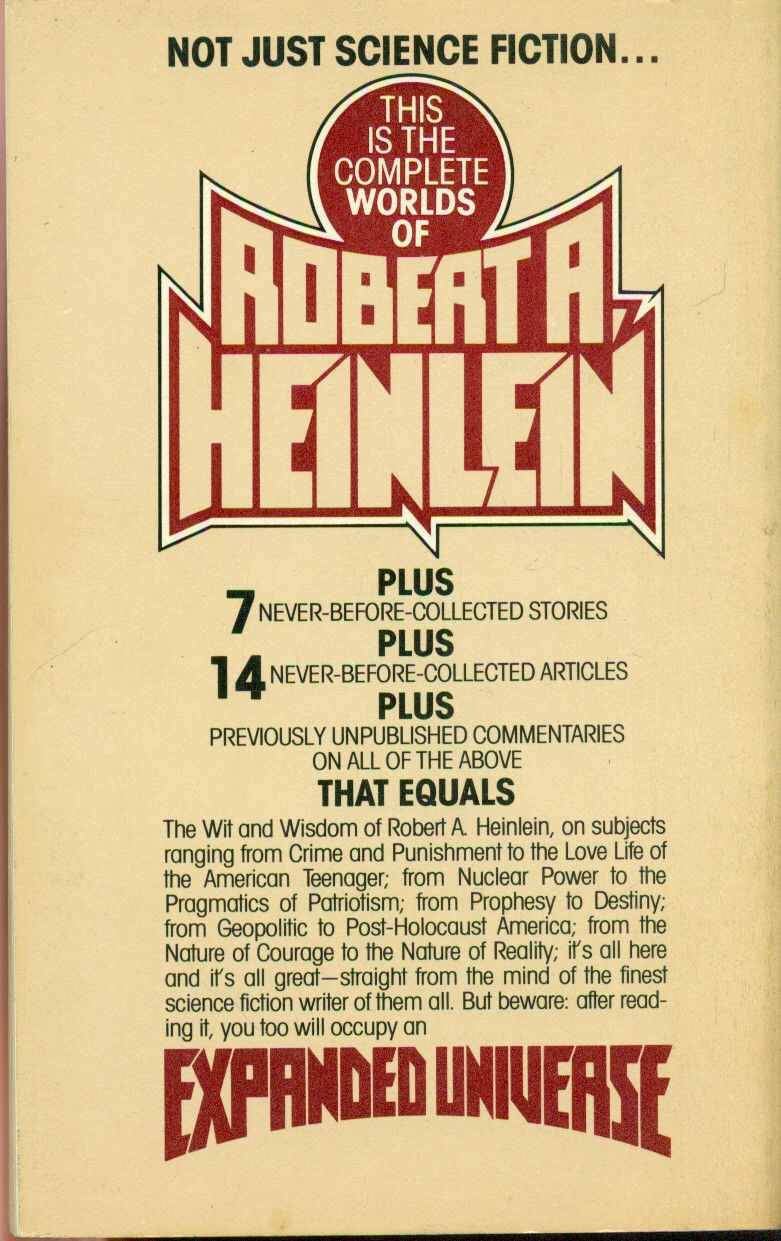 NOT JUST SCIENCE FICTION...
THIS
IS THE
COMPLETE
WORLDS
OF
ROBERT A.
HEINLEIN
PLUS
7 NEVER-BEFORE-COLLECTED STORIES
PLUS
14 NEVER-BEFORE-COLLECTED ARTICLES
PLUS
PREVIOUSLY UNPUBLISHED COMMENTARIES
ON ALL OF THE ABOVE
THAT EQUALS
The Wit and Wisdom of Robert A. Heinlein, on subjects
ranging from Crime and Punishment to the Love Life of
the American Teenager; from Nuclear Power to the
Pragmatics of Patriotism; from Prophesy to Destiny;
from Geopolitic to Post-Holocaust America; from the
Nature of Courage to the Nature of Reality; it's all here
and it's all great—straight from the mind of the finest
science fiction writer of them all. But beware: after read-
ing it, you too will occupy an
EXPANDED UNIVERSE